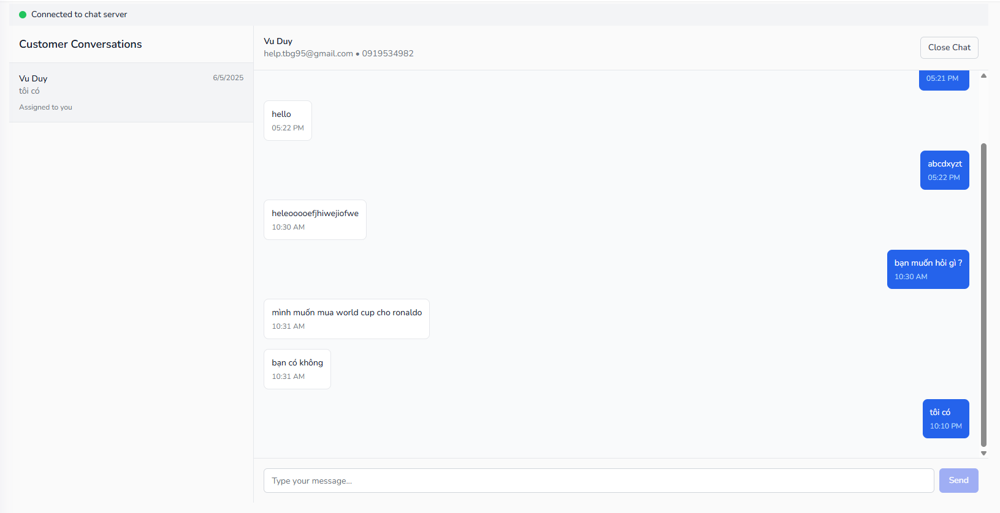 Connected to chat server
Customer Conversations
Vu Duy
6/5/2025
tôi có
Assigned to you
Vu Duy
help.tbg95@gmail.com • 0919534982
Close Chat
05:21 PM
hello
05:22 PM
abcdxyzt
05:22 PM
heleooooefjhiwejiofwe
10:30 AM
bạn muốn hỏi gì ?
10:30 AM
mình muốn mua world cup cho ronaldo
10:31 AM
bạn có không
10:31 AM
tôi có
10:10 PM
Type your message...
Send